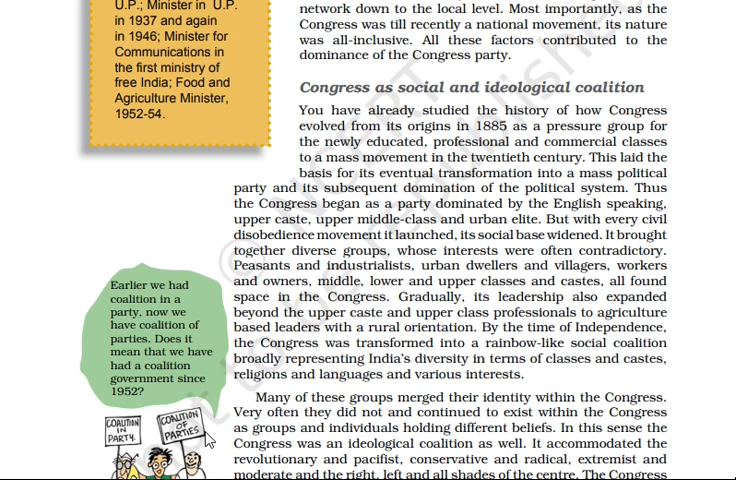 U.P.; Minister in U.P.
in 1937 and again
in 1946; Minister for
Communications in
the first ministry of
free India; Food and
Agriculture Minister,
1952-54.
network down to the local level. Most importantly, as the
Congress was till recently a national movement, its nature
was all-inclusive. All these factors contributed to the
dominance of the Congress party.
Congress as social and ideological coalition
You have already studied the history of how Congress
evolved from its origins in 1885 as a pressure group for
the newly educated, professional and commercial classes
to a mass movement in the twentieth century. This laid the
basis for its eventual transformation into a mass political
party and its subsequent domination of the political system. Thus
the Congress began as a party dominated by the English speaking,
upper caste, upper middle-class and urban elite. But with every civil
disobedience movement it launched, its social base widened. It brought
together diverse groups, whose interests were often contradictory.
Peasants and industrialists, urban dwellers and villagers, workers
and owners, middle, lower and upper classes and castes, all found
space in the Congress. Gradually, its leadership also expanded
beyond the upper caste and upper class professionals to agriculture
based leaders with a rural orientation. By the time of Independence,
the Congress was transformed into a rainbow-like social coalition
broadly representing India's diversity in terms of classes and castes,
religions and languages and various interests.
Earlier we had
coalition in a
party, now we
have coalition of
parties. Does it
mean that we have
had a coalition
government since
1952?
COALITION
IN
PARTY.
COALITION
OF
PARTIES
Many of these groups merged their identity within the Congress.
Very often they did not and continued to exist within the Congress
as groups and individuals holding different beliefs. In this sense the
Congress was an ideological coalition as well. It accommodated the
revolutionary and pacifist, conservative and radical, extremist and
moderate and the right, left and all shades of the centre. The Congress
© NCERT
not to be republished